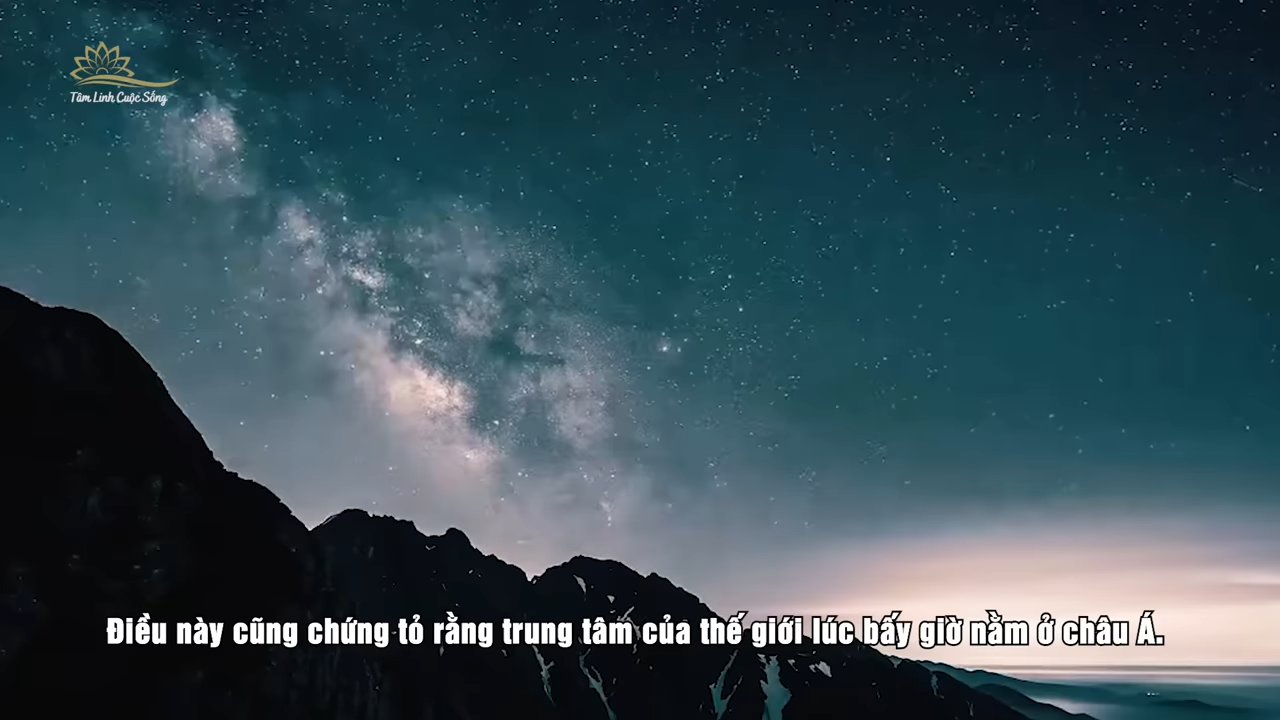 Tâm Linh Cuộc Sống
Điều này cũng chứng tỏ rằng trung tâm của thế giới lúc bấy giờ nằm ở châu Á.